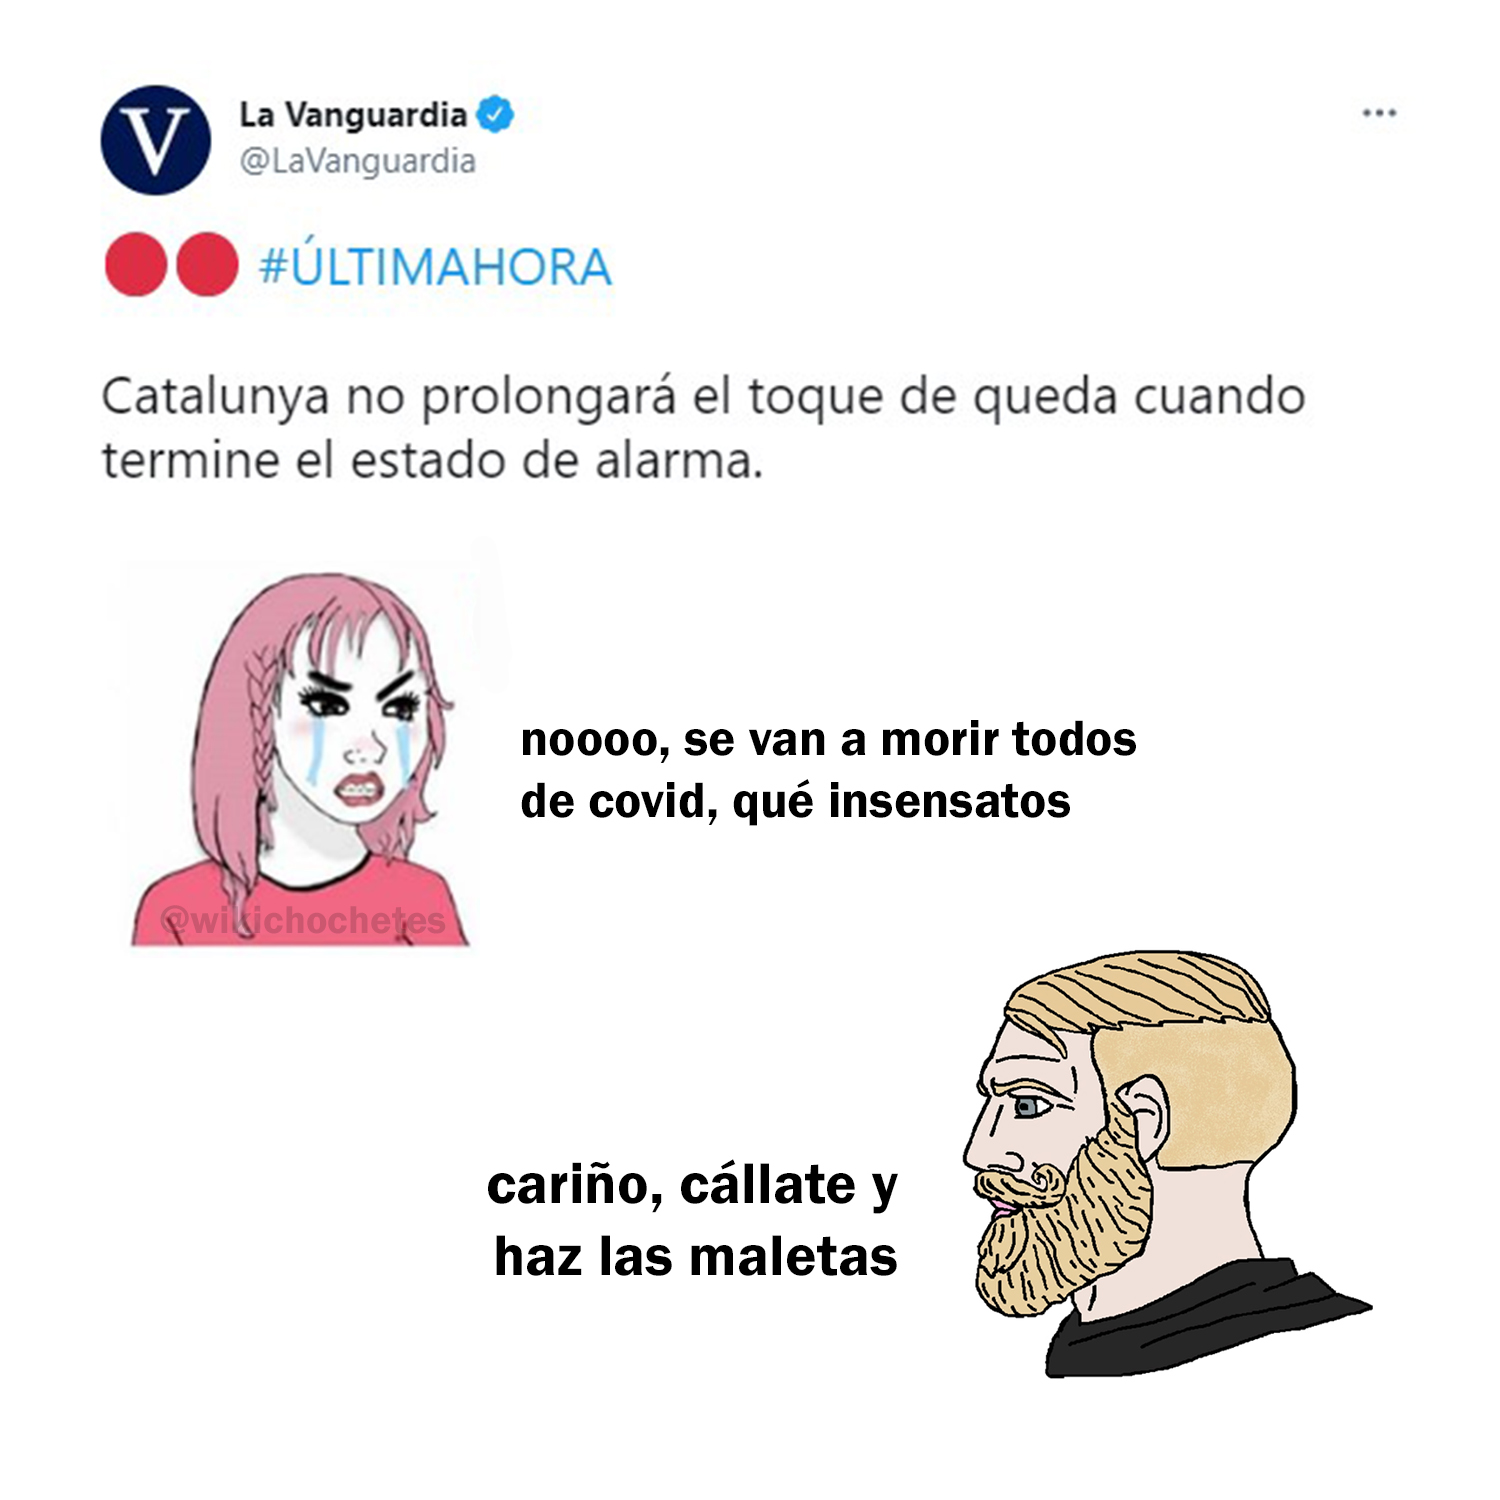 V
La Vanguardia
@LaVanguardia
#ÚLTIMAHORA
Catalunya no prolongará el toque de queda cuando
termine el estado de alarma.
noooo, se van a morir todos
de covid, qué insensatos
@wikichochetes
cariño, cállate y
haz las maletas